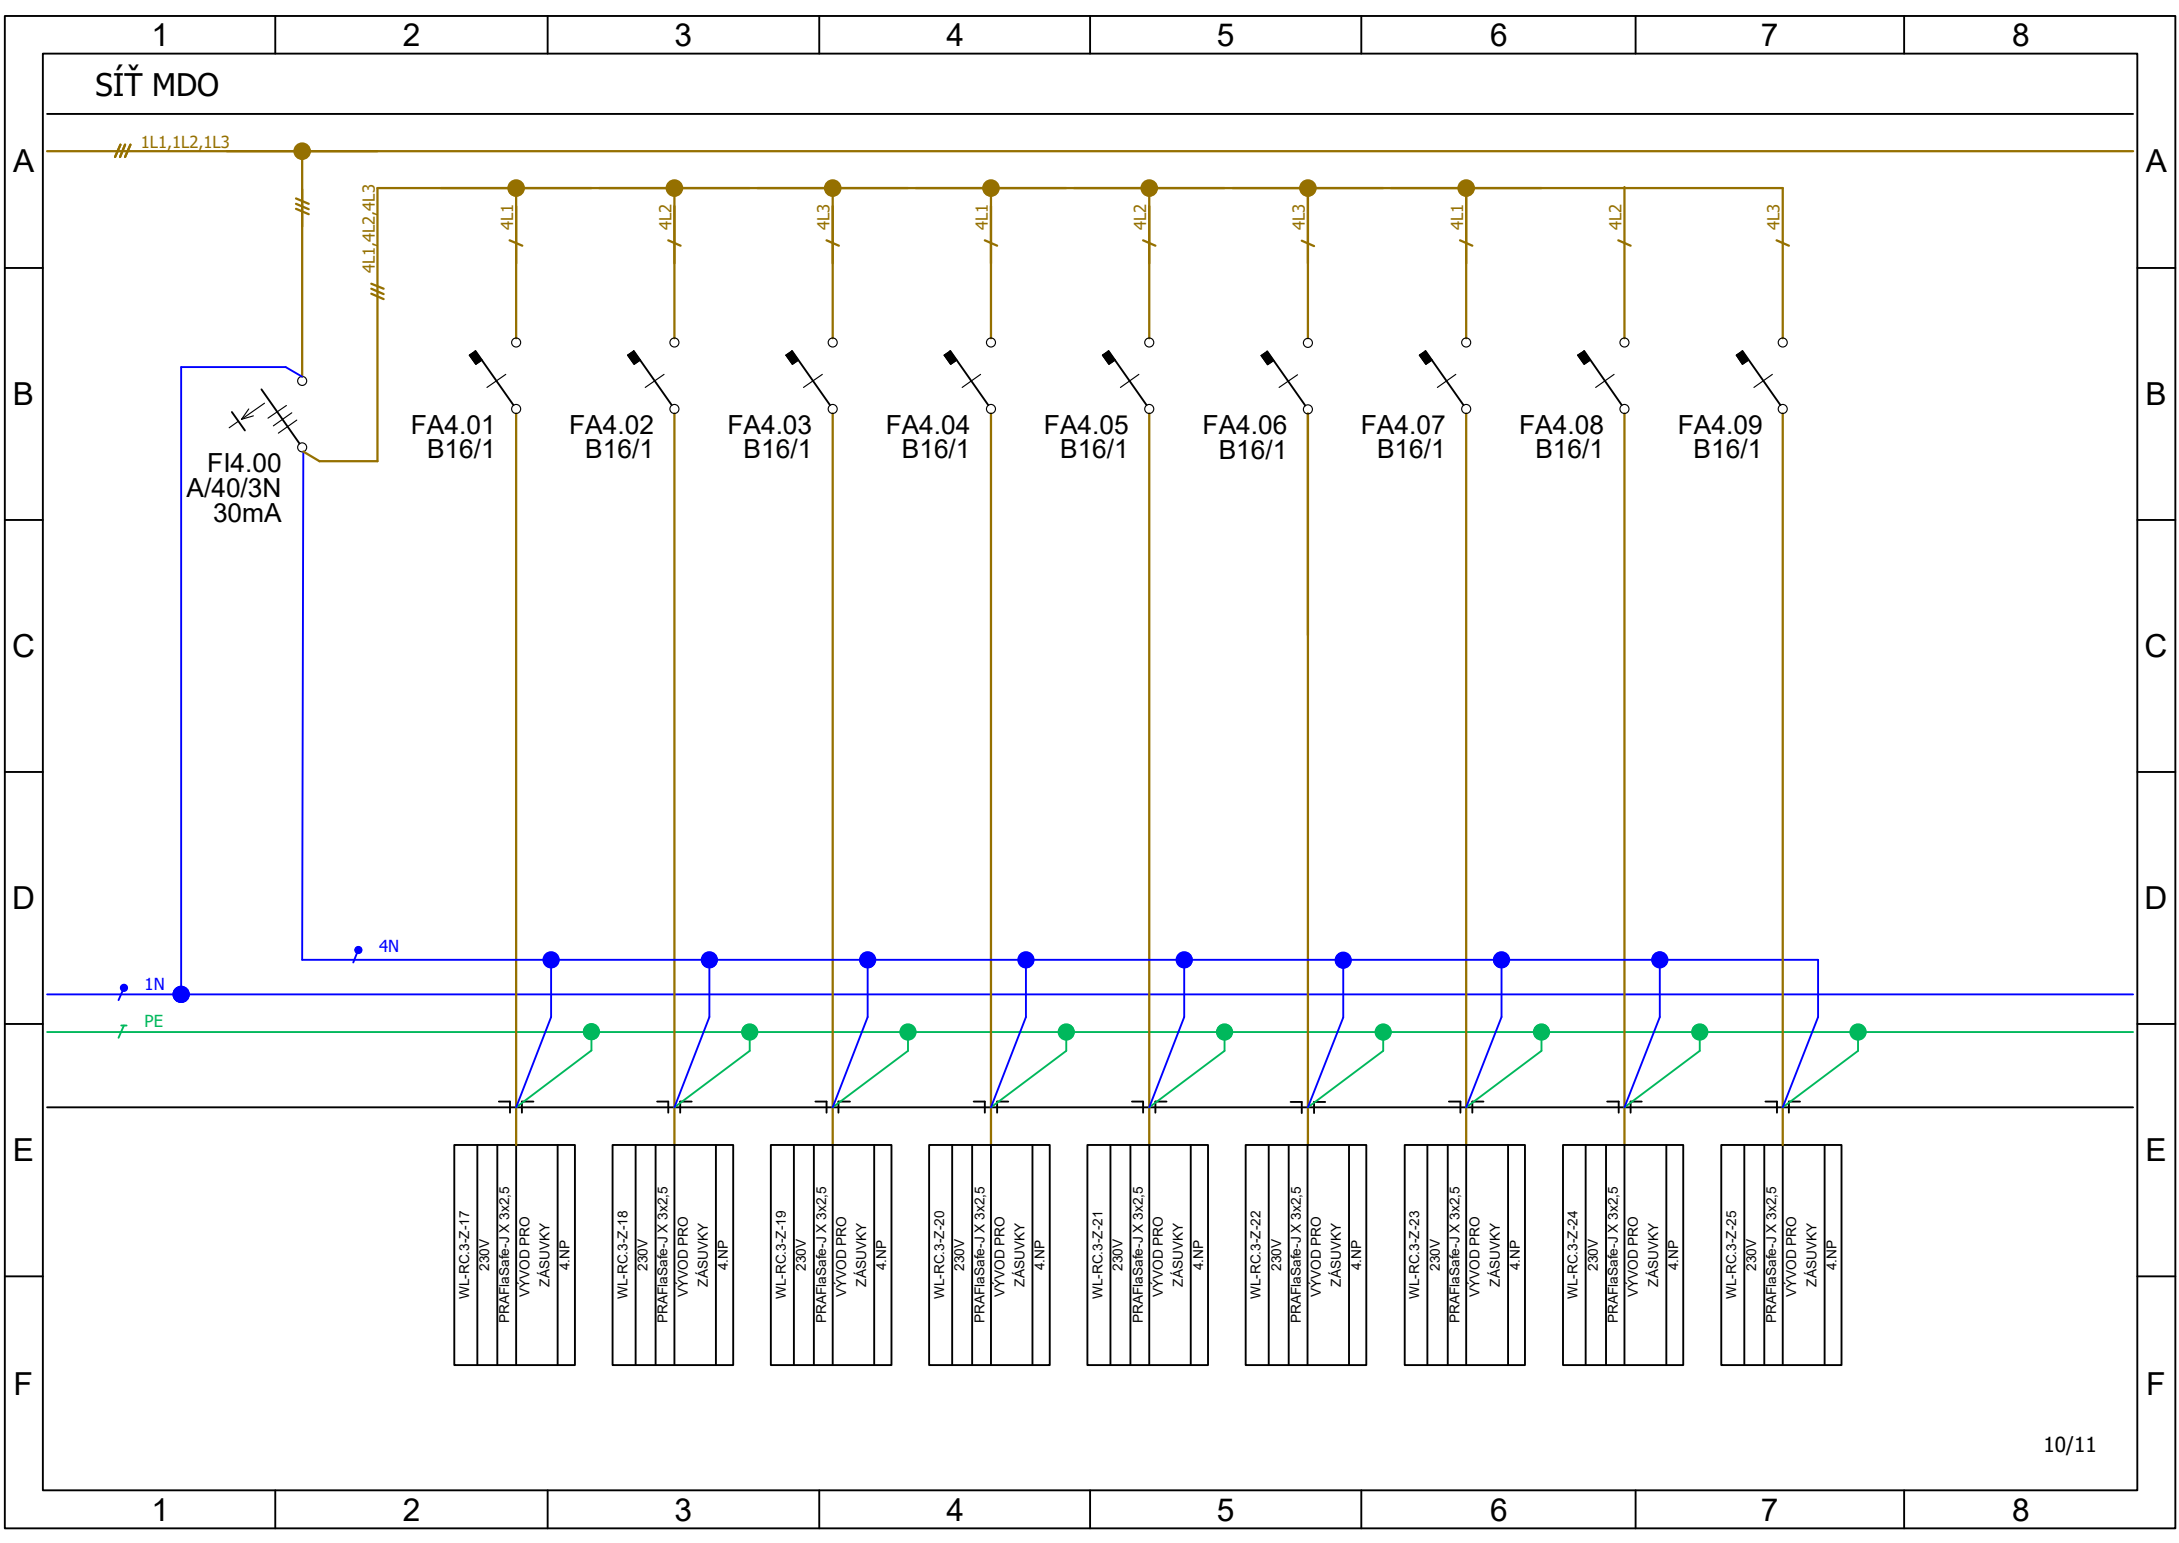 1 2 3 4 5 6 7 8
SÍŤ MDO
A A
1L1,1L2,1L3
4L1,4L2,4L3
4L1 4L2 4L3 4L1 4L2 4L3 4L1 4L2 4L3
B B
FA4.01 FA4.02 FA4.03 FA4.04 FA4.05 FA4.06 FA4.07 FA4.08 FA4.09
B16/1 B16/1 B16/1 B16/1 B16/1 B16/1 B16/1 B16/1 B16/1
FI4.00
A/40/3N
30mA
C C
D D
4N
1N
PE
E E
WL-RC.3-Z-17
230V
PRAFlaSafe-J X 3x2,5
VÝVOD PRO
ZÁSUVKY
4.NP
WL-RC.3-Z-18
230V
PRAFlaSafe-J X 3x2,5
VÝVOD PRO
ZÁSUVKY
4.NP
WL-RC.3-Z-19
230V
PRAFlaSafe-J X 3x2,5
VÝVOD PRO
ZÁSUVKY
4.NP
WL-RC.3-Z-20
230V
PRAFlaSafe-J X 3x2,5
VÝVOD PRO
ZÁSUVKY
4.NP
WL-RC.3-Z-21
230V
PRAFlaSafe-J X 3x2,5
VÝVOD PRO
ZÁSUVKY
4.NP
WL-RC.3-Z-22
230V
PRAFlaSafe-J X 3x2,5
VÝVOD PRO
ZÁSUVKY
4.NP
WL-RC.3-Z-23
230V
PRAFlaSafe-J X 3x2,5
VÝVOD PRO
ZÁSUVKY
4.NP
WL-RC.3-Z-24
230V
PRAFlaSafe-J X 3x2,5
VÝVOD PRO
ZÁSUVKY
4.NP
WL-RC.3-Z-25
230V
PRAFlaSafe-J X 3x2,5
VÝVOD PRO
ZÁSUVKY
4.NP
F F
10/11
1 2 3 4 5 6 7 8